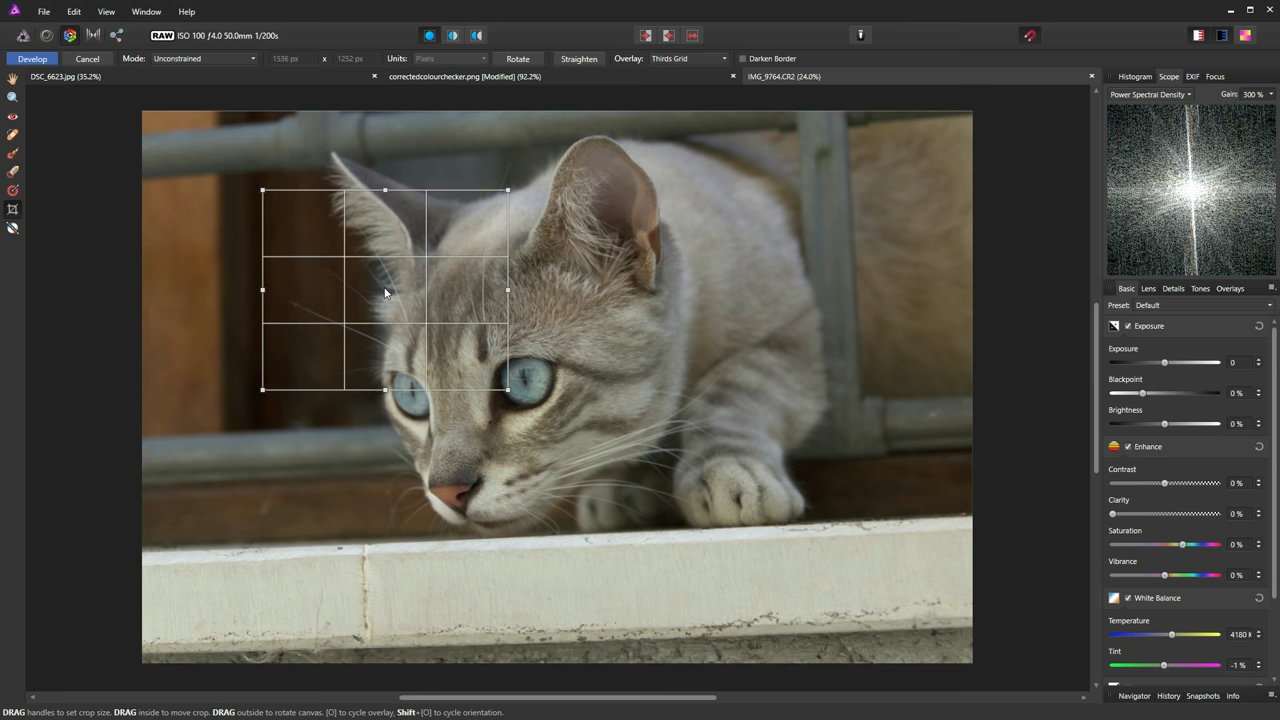 File Edit Window Help
RAW ISO 100 ƒ4.0 50.0mm 1/200s
Develop Cancel Mode: Unconstrained 1536 px x 1252 px Units: Pixels Rotate Straighten Overlay: Thirds Grid Darken Border
DSC_6623.jpg (35.2%) correctedcolourchecker.png [Modified] (92.2%) IMG_9764.CR2 (24.0%)
Histogram Scope EXIF Focus
Power Spectral Density Gain: 300 %
Basic Lens Details Tones Overlays
Preset: Default
Exposure
Exposure
0
Blackpoint
0 %
Brightness
0 %
Enhance
Contrast
0 %
Clarity
0 %
Saturation
0 %
Vibrance
0 %
White Balance
Temperature
4180 K
Tint
-1 %
Navigator History Snapshots Info
DRAG handles to set crop size. DRAG inside to move crop. DRAG outside to rotate canvas. [O] to cycle overlay, Shift+[O] to cycle orientation.